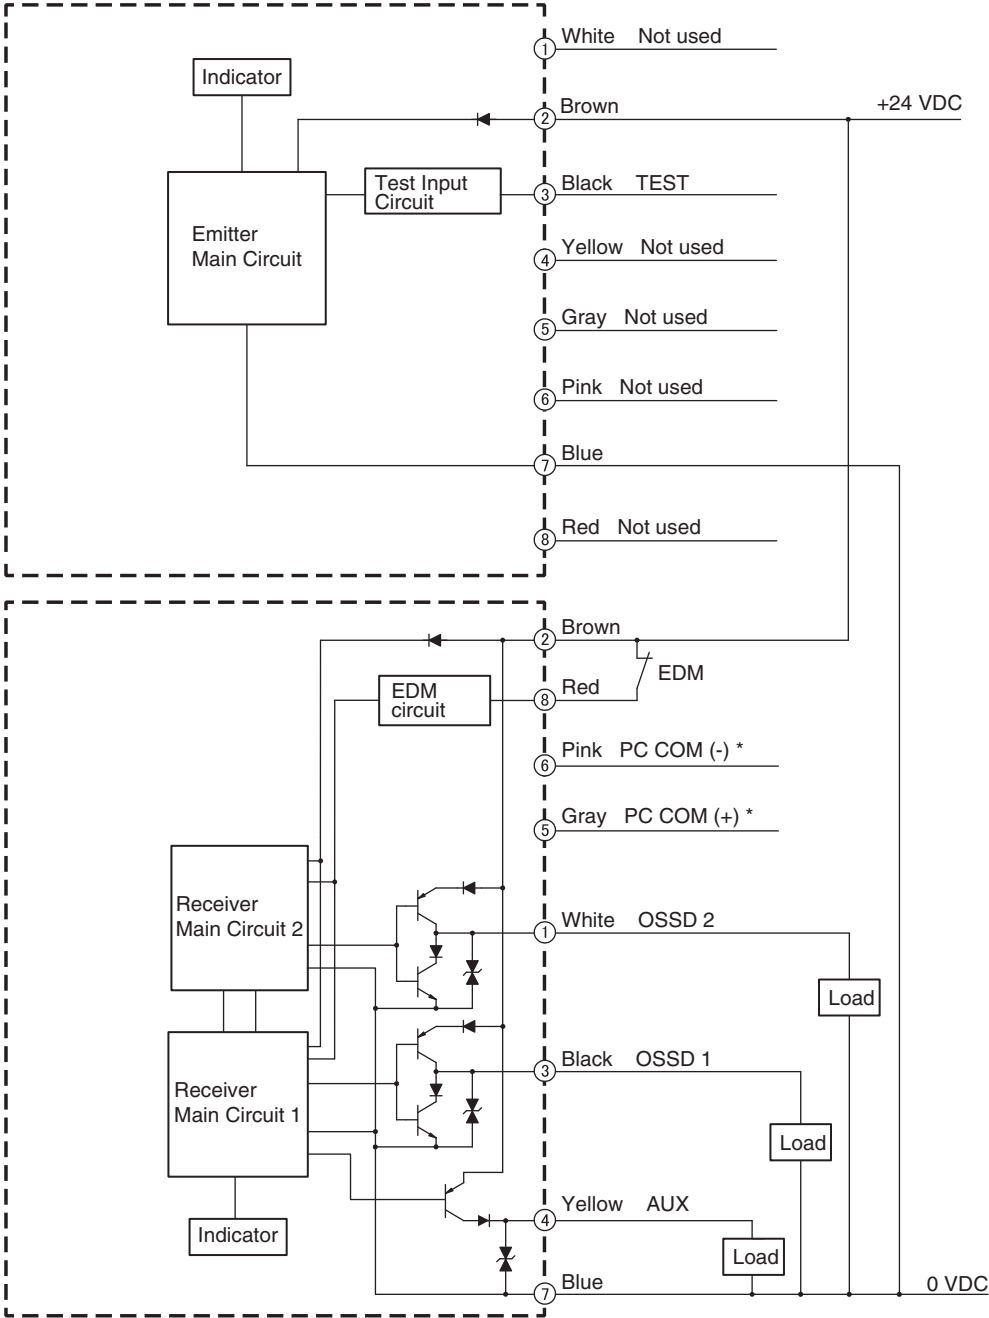 1 White Not used
Indicator
2 Brown +24 VDC
Test Input
Circuit
3 Black TEST
Emitter
Main Circuit
4 Yellow Not used
5 Gray Not used
6 Pink Not used
7 Blue
8 Red Not used
2 Brown
EDM
EDM
circuit
8 Red
6 Pink PC COM (-) *
5 Gray PC COM (+) *
Receiver
Main Circuit 2
1 White OSSD 2
Load
3 Black OSSD 1
Receiver
Main Circuit 1
Load
4 Yellow AUX
Indicator
Load
7 Blue 0 VDC